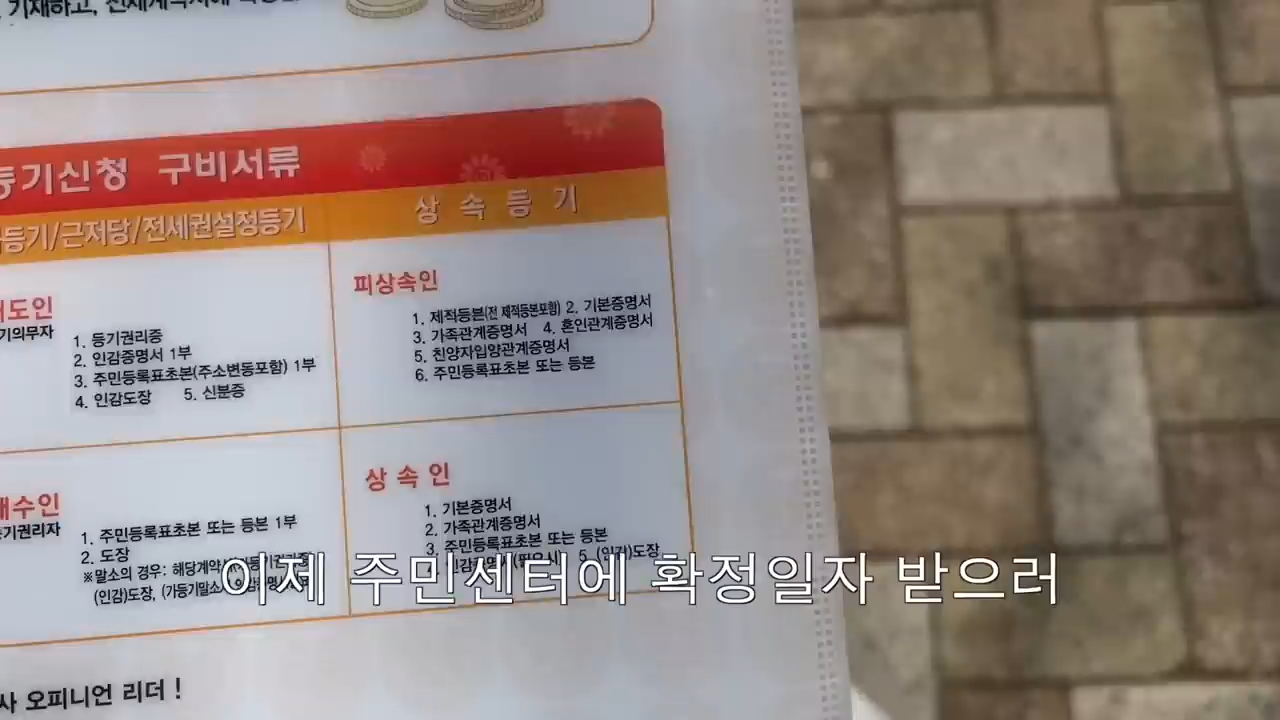 기재하고, 전세계약서에
등기신청 구비서류
등기/근저당/전세권설정등기
상 속 등 기
매도인
기의무자
1. 등기권리증
2. 인감증명서 1부
3. 주민등록표초본(주소변동포함) 1부
4. 인감도장 5. 신분증
피상속인
1. 제적등본(전 제적등본포함) 2. 기본증명서
3. 가족관계증명서 4. 혼인관계증명서
5. 친양자입양관계증명서
6. 주민등록표초본 또는 등본
매수인
등기권리자
1. 주민등록표초본 또는 등본 1부
2. 도장
※말소의 경우: 해당계약
(인감)도장, (가등기말소
상 속 인
1. 기본증명서
2. 가족관계증명서
3. 주민등록표초본 또는 등본
5. (인감)도장
이제 주민센터에 확정일자 받으러
사 오피니언 리더 !